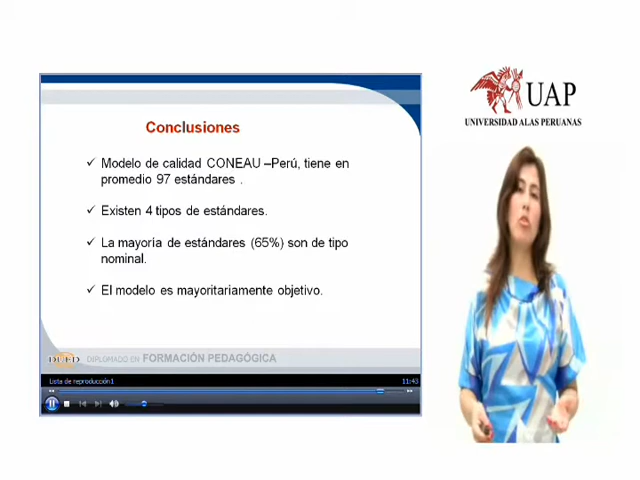 Conclusiones
✓ Modelo de calidad CONEAU –Perú, tiene en
promedio 97 estándares .
✓ Existen 4 tipos de estándares.
✓ La mayoría de estándares (65%) son de tipo
nominal.
✓ El modelo es mayoritariamente objetivo.
DUED DIPLOMADO EN FORMACIÓN PEDAGÓGICA
Lista de reproducción1
11:43
UAP
UNIVERSIDAD ALAS PERUANAS